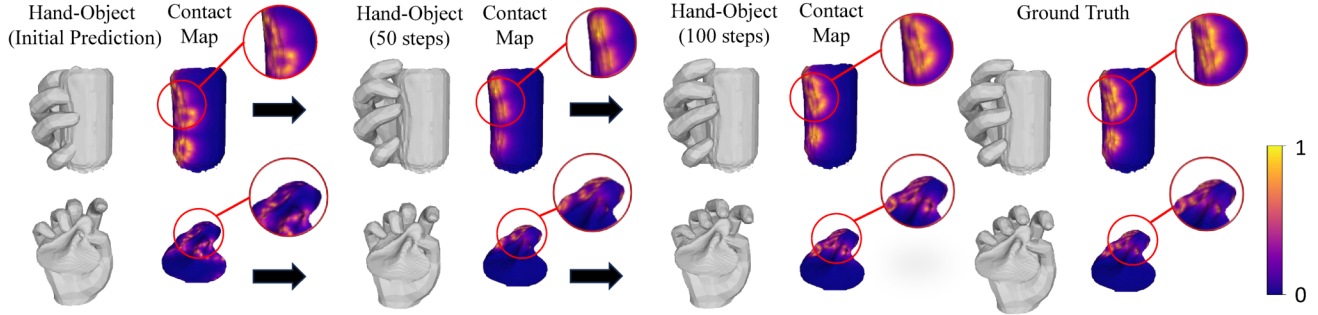 Hand-Object
(Initial Prediction)
Contact
Map
Hand-Object
(50 steps)
Contact
Map
Hand-Object
(100 steps)
Contact
Map
Ground Truth
1
0